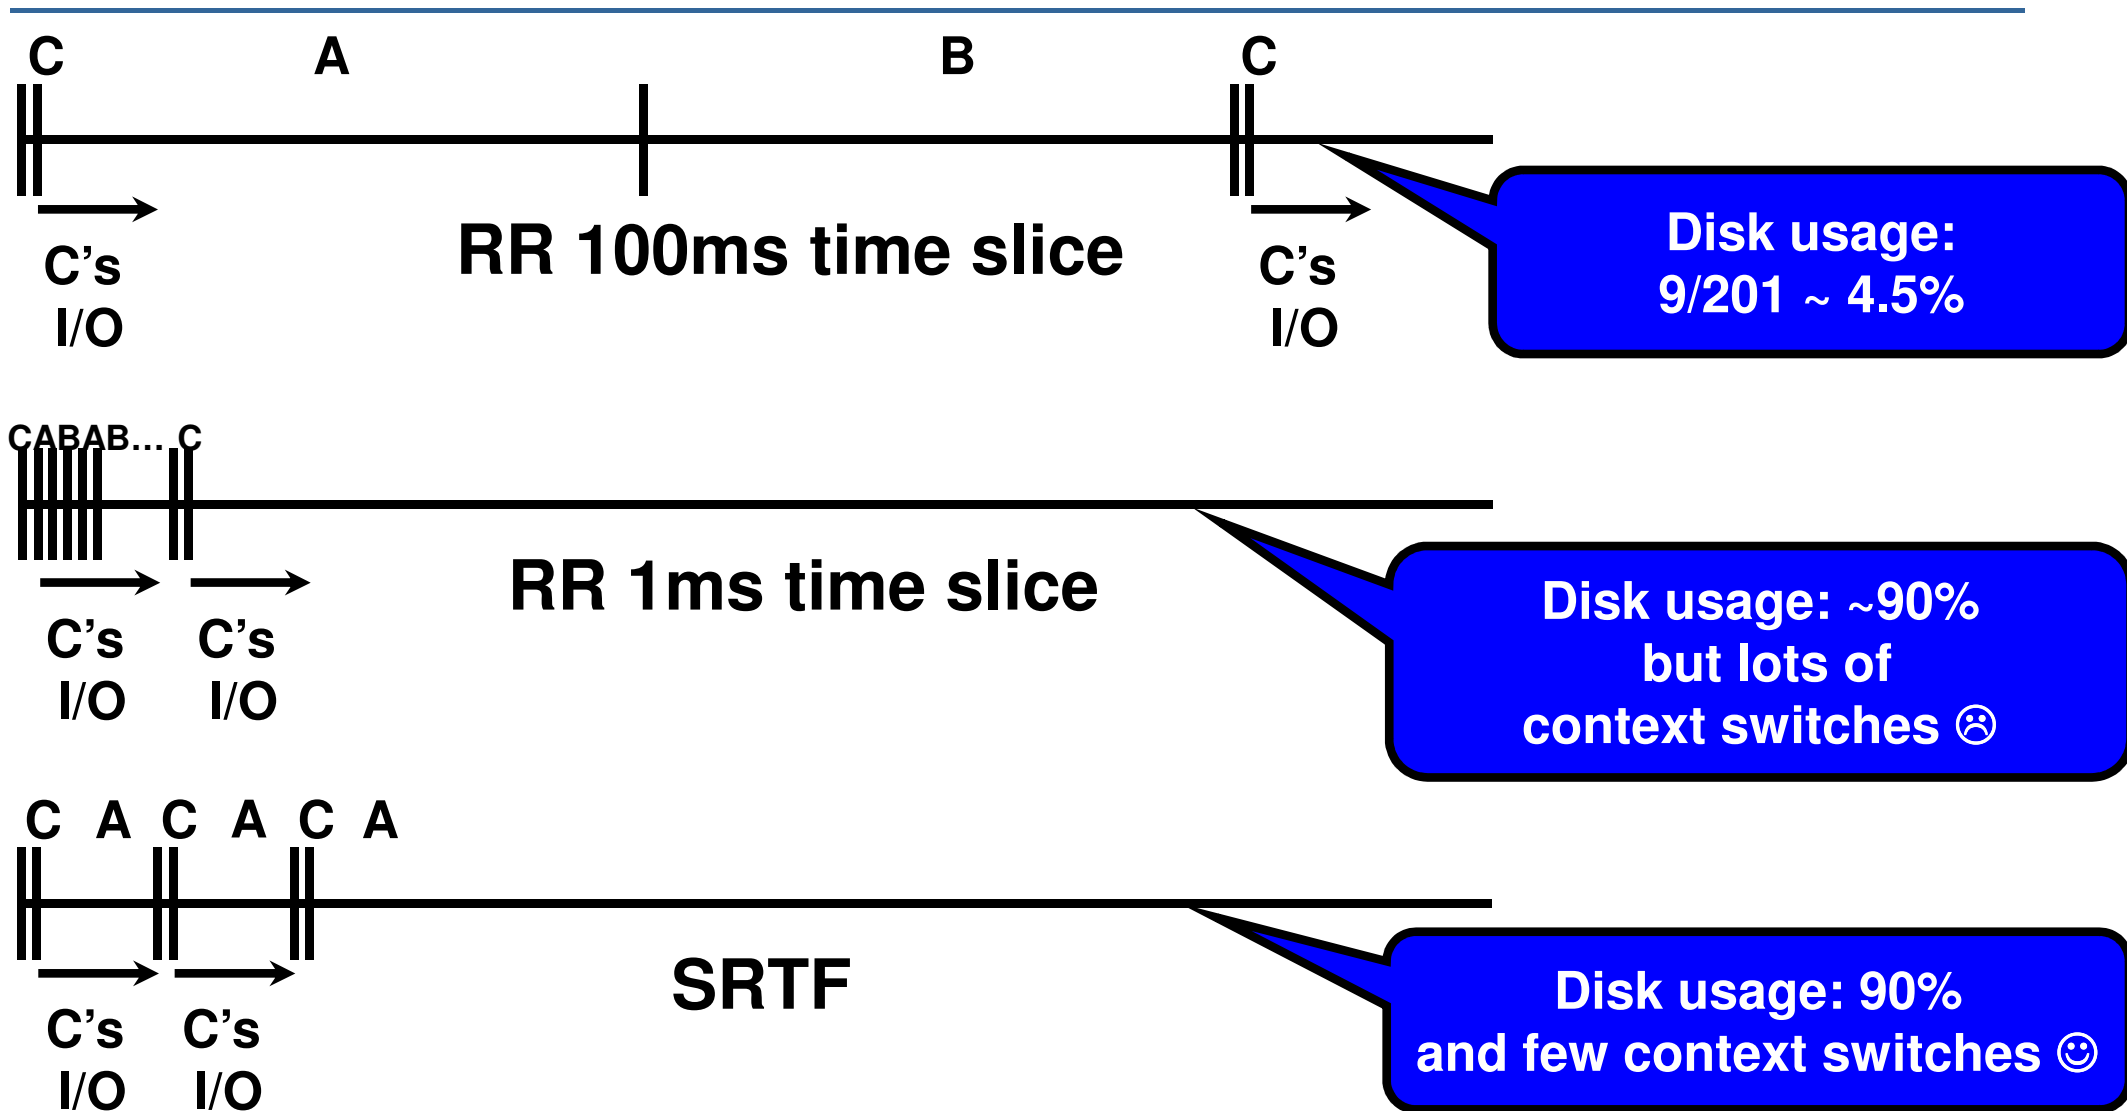 C A B C
C's
I/O
RR 100ms time slice
C's
I/O
Disk usage:
9/201 ~ 4.5%
CABAB... C
C's
I/O
C's
I/O
RR 1ms time slice
Disk usage: ~90%
but lots of
context switches ☹
C A C A C A
C's
I/O
C's
I/O
SRTF
Disk usage: 90%
and few context switches ☺